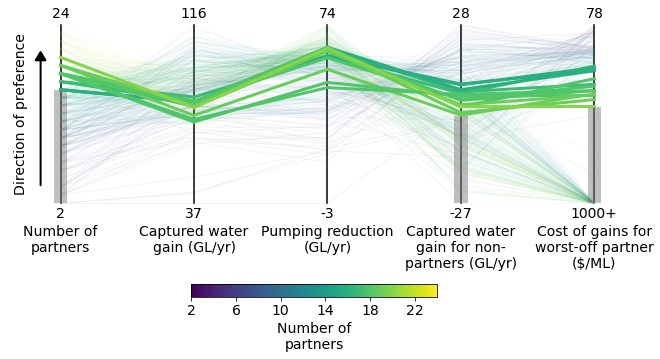 24 116 74 28 78
Direction of preference
2 37 -3 -27 1000+
Number of partners
Captured water gain (GL/yr)
Pumping reduction (GL/yr)
Captured water gain for non- partners (GL/yr)
Cost of gains for worst-off partner ($/ML)
2 6 10 14 18 22
Number of
partners